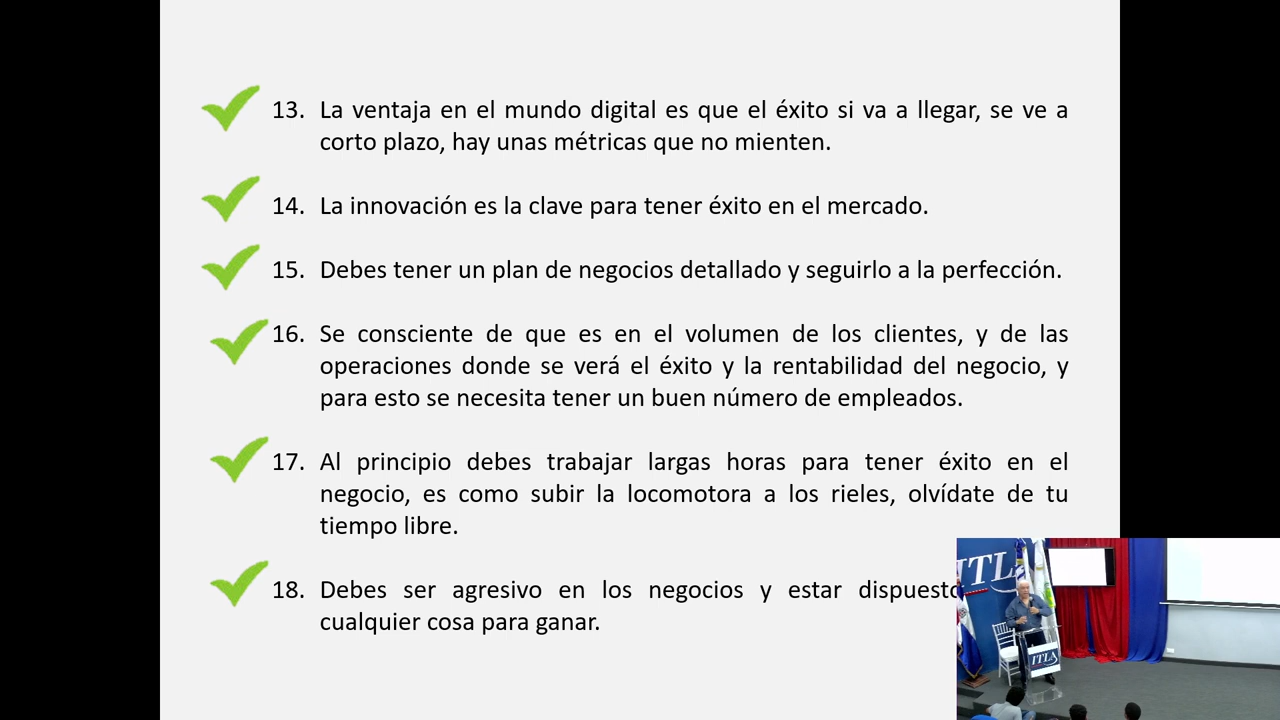 13. La ventaja en el mundo digital es que el éxito si va a llegar, se ve a
corto plazo, hay unas métricas que no mienten.
14. La innovación es la clave para tener éxito en el mercado.
15. Debes tener un plan de negocios detallado y seguirlo a la perfección.
16. Se consciente de que es en el volumen de los clientes, y de las
operaciones donde se verá el éxito y la rentabilidad del negocio, y
para esto se necesita tener un buen número de empleados.
17. Al principio debes trabajar largas horas para tener éxito en el
negocio, es como subir la locomotora a los rieles, olvídate de tu
tiempo libre.
18. Debes ser agresivo en los negocios y estar
cualquier cosa para ganar.
ITLA